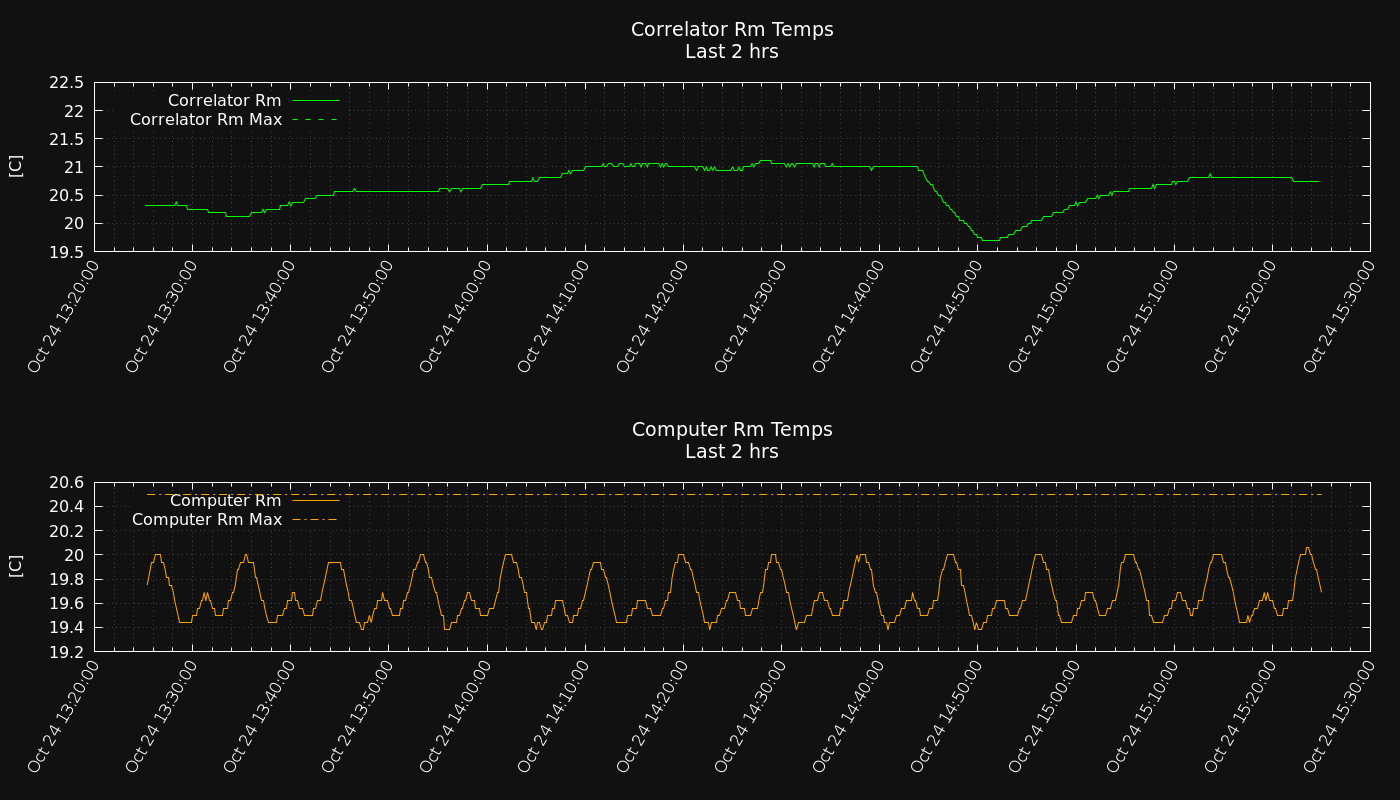 Correlator Rm Temps
Last 2 hrs
22.5
22
21.5
21
20.5
20
19.5
[C]
Correlator Rm
Correlator Rm Max
Oct 24 13:20:00
Oct 24 13:30:00
Oct 24 13:40:00
Oct 24 13:50:00
Oct 24 14:00:00
Oct 24 14:10:00
Oct 24 14:20:00
Oct 24 14:30:00
Oct 24 14:40:00
Oct 24 14:50:00
Oct 24 15:00:00
Oct 24 15:10:00
Oct 24 15:20:00
Oct 24 15:30:00
Computer Rm Temps
Last 2 hrs
20.6
20.4
20.2
20
19.8
19.6
19.4
19.2
[C]
Computer Rm
Computer Rm Max
Oct 24 13:20:00
Oct 24 13:30:00
Oct 24 13:40:00
Oct 24 13:50:00
Oct 24 14:00:00
Oct 24 14:10:00
Oct 24 14:20:00
Oct 24 14:30:00
Oct 24 14:40:00
Oct 24 14:50:00
Oct 24 15:00:00
Oct 24 15:10:00
Oct 24 15:20:00
Oct 24 15:30:00